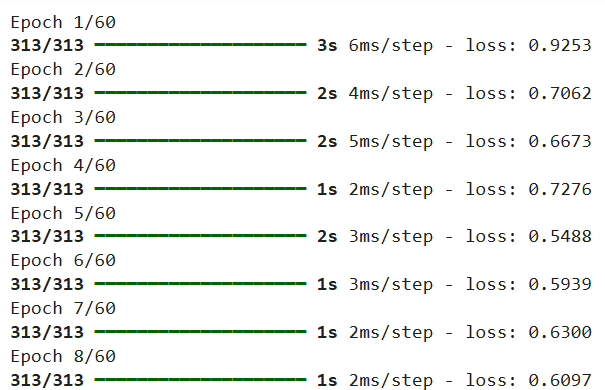 Epoch 1/60
313/313 ━━━━━━━━━━━━━━━━━━━━ 3s 6ms/step - loss: 0.9253
Epoch 2/60
313/313 ━━━━━━━━━━━━━━━━━━━━ 2s 4ms/step - loss: 0.7062
Epoch 3/60
313/313 ━━━━━━━━━━━━━━━━━━━━ 2s 5ms/step - loss: 0.6673
Epoch 4/60
313/313 ━━━━━━━━━━━━━━━━━━━━ 1s 2ms/step - loss: 0.7276
Epoch 5/60
313/313 ━━━━━━━━━━━━━━━━━━━━ 2s 3ms/step - loss: 0.5488
Epoch 6/60
313/313 ━━━━━━━━━━━━━━━━━━━━ 1s 3ms/step - loss: 0.5939
Epoch 7/60
313/313 ━━━━━━━━━━━━━━━━━━━━ 1s 2ms/step - loss: 0.6300
Epoch 8/60
313/313 ━━━━━━━━━━━━━━━━━━━━ 1s 2ms/step - loss: 0.6097